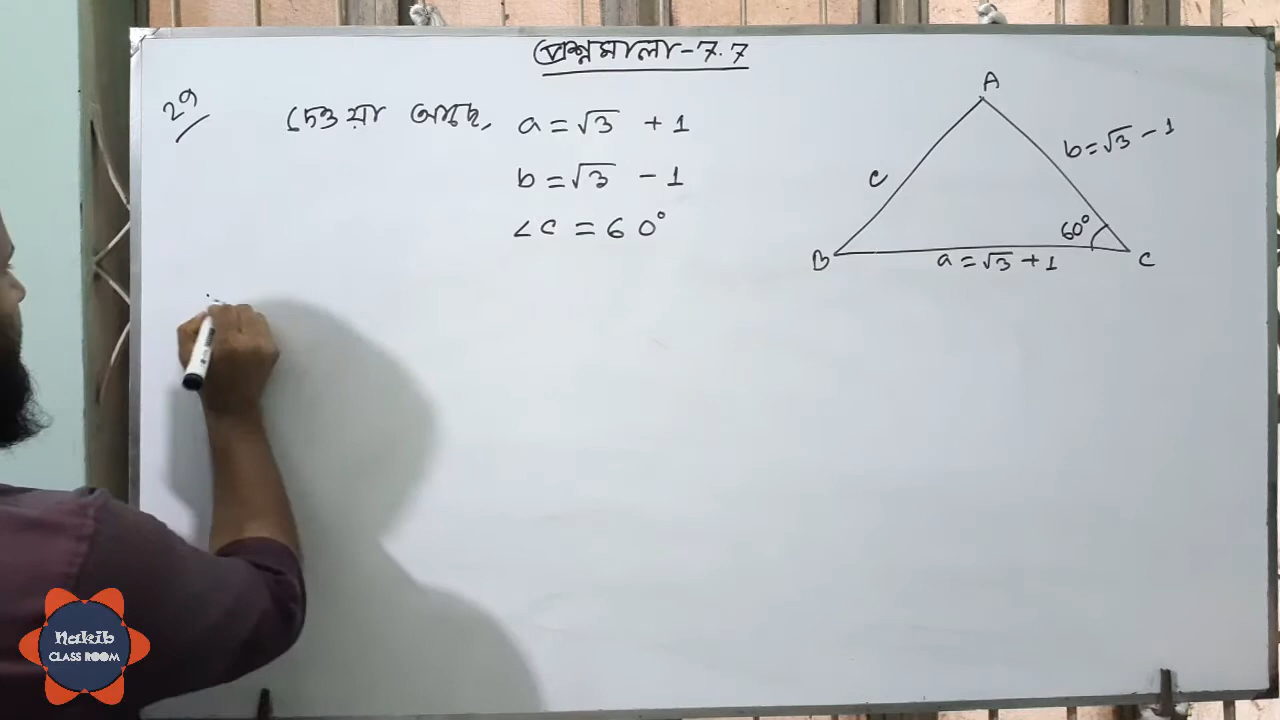 প্রশ্নমালা-7.7
দেওয়া আছে, a = √3 + 1
b = √3 - 1
∠C = 60°
A
b = √3 - 1
c
60°
B
a = √3 + 1
C
Nakib
CLASS ROOM